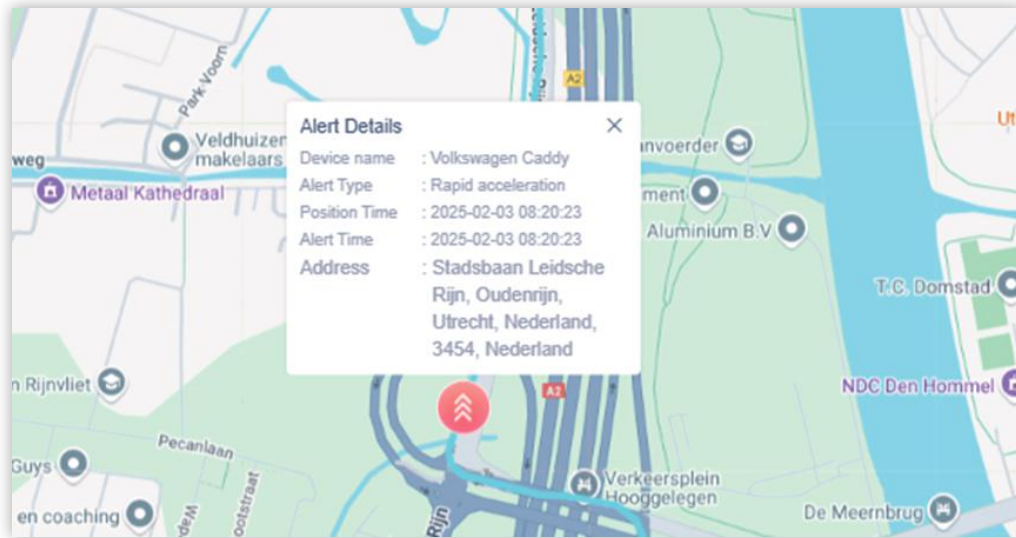 Park Voorn
A2
Alert Details
Device name : Volkswagen Caddy
Alert Type : Rapid acceleration
Position Time : 2025-02-03 08:20:23
Alert Time : 2025-02-03 08:20:23
Address : Stadsbaan Leidsche
Rijn, Oudenrijn,
Utrecht, Nederland,
3454, Nederland
Veldhuizen
makelaars
weg
Metaal Kathedraal
nvoerder
ment
Aluminium B.V
Ut
T.C. Domstad
NDC Den Hommel
n Rijnvliet
A2
Pecanlaan
Guys
en coaching
ootstraat
Rijn
Verkeersplein
Hooggelegen
De Meernbrug